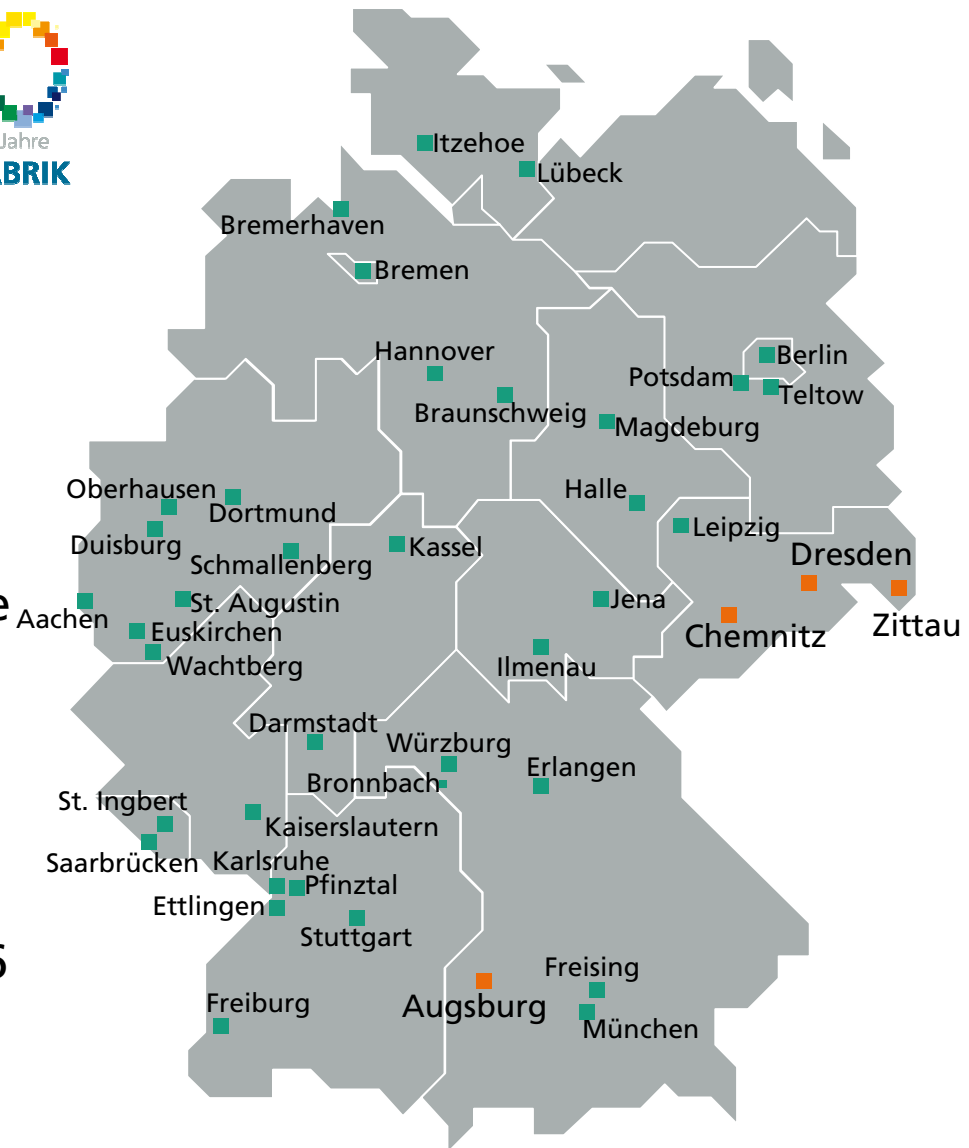 Jahre
ABRIK
Itzehoe
Lübeck
Bremerhaven
Bremen
Hannover
Berlin
Potsdam
Teltow
Braunschweig
Magdeburg
Oberhausen
Halle
Dortmund
Leipzig
Duisburg
Kassel
Dresden
Schmallenberg
e
Aachen
St. Augustin
Jena
Zittau
Euskirchen
Chemnitz
Wachtberg
Ilmenau
Darmstadt
Würzburg
Erlangen
Bronnbach
St. Ingbert
Kaiserslautern
Saarbrücken
Karlsruhe
Pfinztal
Ettlingen
Stuttgart
6
Freising
Freiburg
Augsburg
München